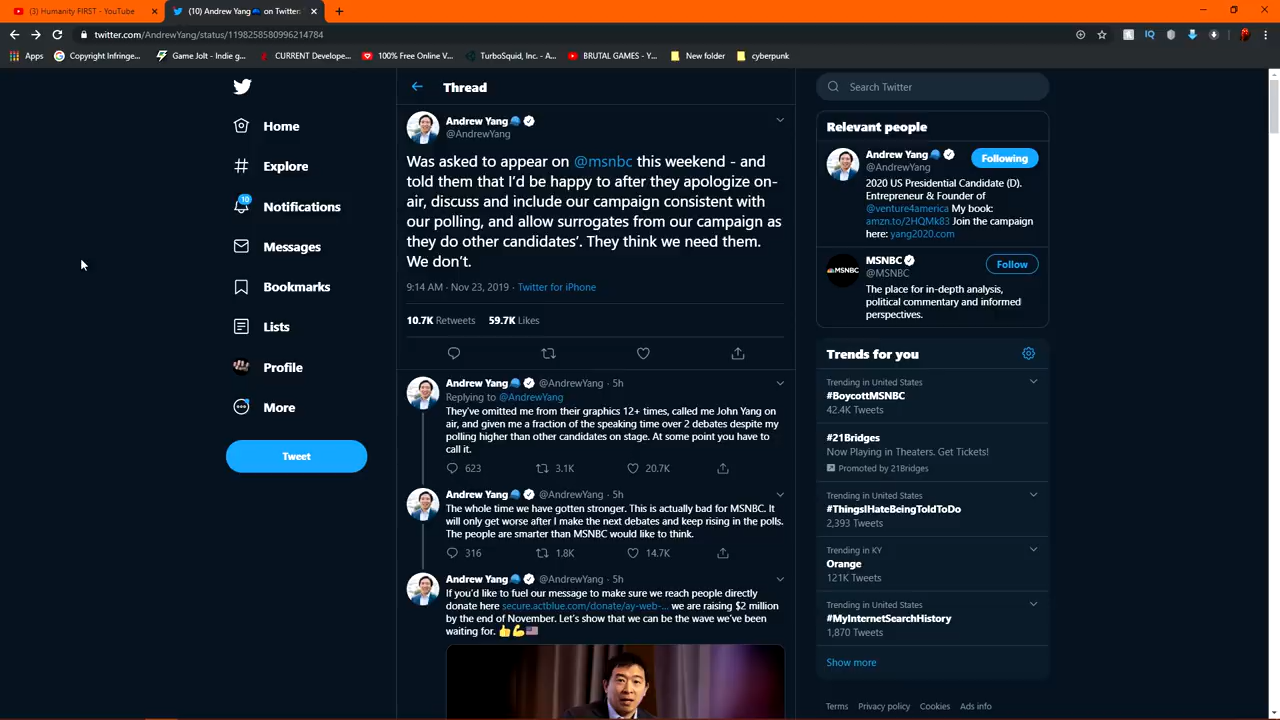 (3) Humanity FIRST - YouTube
(10) Andrew Yang on Twitter:
twitter.com/AndrewYang/status/1198258580996214784
Apps
Copyright Infringe...
Game Jolt - Indie g...
CURRENT Develope...
100% Free Online V...
TurboSquid, Inc. - A...
BRUTAL GAMES - Y...
New folder
cyberpunk
Thread
Search Twitter
Home
Explore
10
Notifications
Messages
Bookmarks
Lists
Profile
More
Tweet
Andrew Yang
@AndrewYang
Was asked to appear on @msnbc this weekend - and
told them that I'd be happy to after they apologize on-
air, discuss and include our campaign consistent with
our polling, and allow surrogates from our campaign as
they do other candidates'. They think we need them.
We don't.
9:14 AM · Nov 23, 2019 · Twitter for iPhone
10.7K Retweets 59.7K Likes
Andrew Yang @AndrewYang · 5h
Replying to @AndrewYang
They've omitted me from their graphics 12+ times, called me John Yang on
air, and given me a fraction of the speaking time over 2 debates despite my
polling higher than other candidates on stage. At some point you have to
call it.
623 3.1K 20.7K
Andrew Yang @AndrewYang · 5h
The whole time we have gotten stronger. This is actually bad for MSNBC. It
will only get worse after I make the next debates and keep rising in the polls.
The people are smarter than MSNBC would like to think.
316 1.8K 14.7K
Andrew Yang @AndrewYang · 5h
If you'd like to fuel our message to make sure we reach people directly
donate here secure.actblue.com/donate/ay-web-... we are raising $2 million
by the end of November. Let's show that we can be the wave we've been
waiting for. 👍💪🇺🇸
Relevant people
Andrew Yang
@AndrewYang
Following
2020 US Presidential Candidate (D).
Entrepreneur & Founder of
@venture4america My book:
amzn.to/2HQMk83 Join the campaign
here: yang2020.com
MSNBC
@MSNBC
Follow
MSNBC
The place for in-depth analysis,
political commentary and informed
perspectives.
Trends for you
Trending in United States
#BoycottMSNBC
42.4K Tweets
#21Bridges
Now Playing in Theaters. Get Tickets!
Promoted by 21Bridges
Trending in United States
#ThingsIHateBeingToldToDo
2,393 Tweets
Trending in KY
Orange
121K Tweets
Trending in United States
#MyInternetSearchHistory
1,870 Tweets
Show more
Terms Privacy policy Cookies Ads info